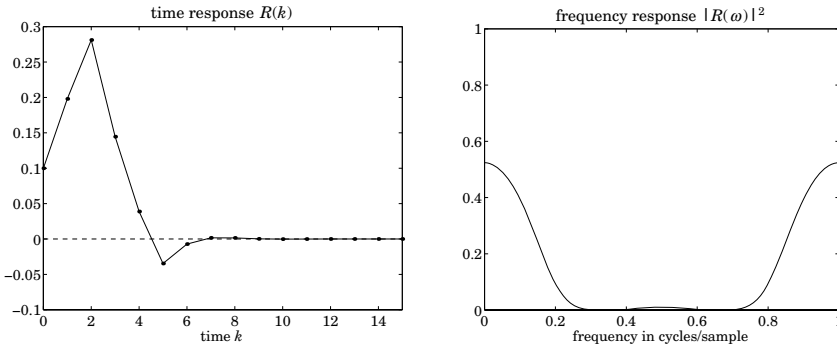 time response R(k)
0.3
0.25
0.2
0.15
0.1
0.05
0
−0.05
−0.1
0 2 4 6 8 10 12 14
time k
frequency response |R(ω)|²
1
0.8
0.6
0.4
0.2
0
0 0.2 0.4 0.6 0.8 1
frequency in cycles/sample